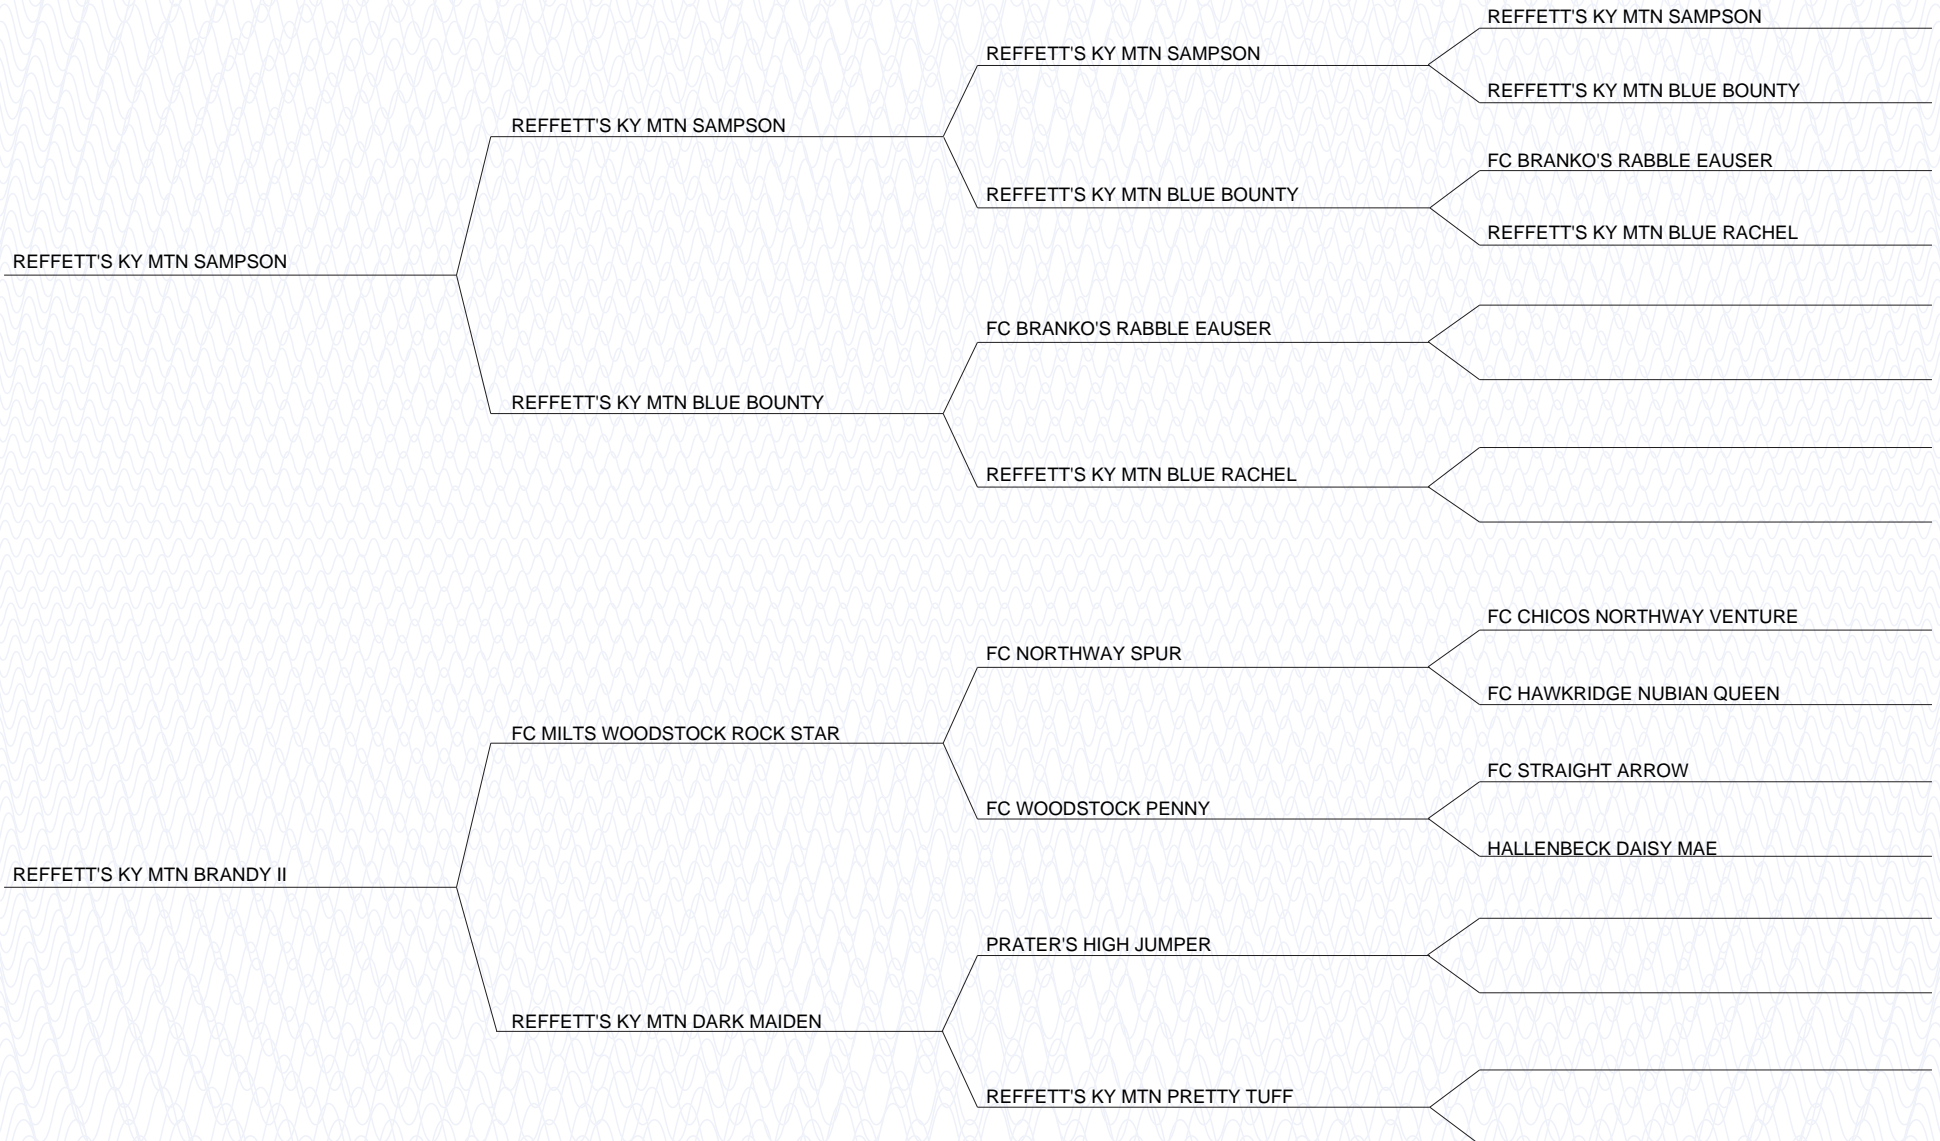 REFFETT'S KY MTN SAMPSON
REFFETT'S KY MTN SAMPSON
REFFETT'S KY MTN BLUE BOUNTY
REFFETT'S KY MTN SAMPSON
REFFETT'S KY MTN BLUE BOUNTY
FC BRANKO'S RABBLE EAUSER
REFFETT'S KY MTN BLUE RACHEL
REFFETT'S KY MTN SAMPSON
REFFETT'S KY MTN BLUE BOUNTY
FC BRANKO'S RABBLE EAUSER
REFFETT'S KY MTN BLUE RACHEL
REFFETT'S KY MTN BRANDY II
FC MILTS WOODSTOCK ROCK STAR
REFFETT'S KY MTN DARK MAIDEN
FC NORTHWAY SPUR
FC WOODSTOCK PENNY
PRATER'S HIGH JUMPER
REFFETT'S KY MTN PRETTY TUFF
FC CHICOS NORTHWAY VENTURE
FC HAWKRIDGE NUBIAN QUEEN
FC STRAIGHT ARROW
HALLENBECK DAISY MAE